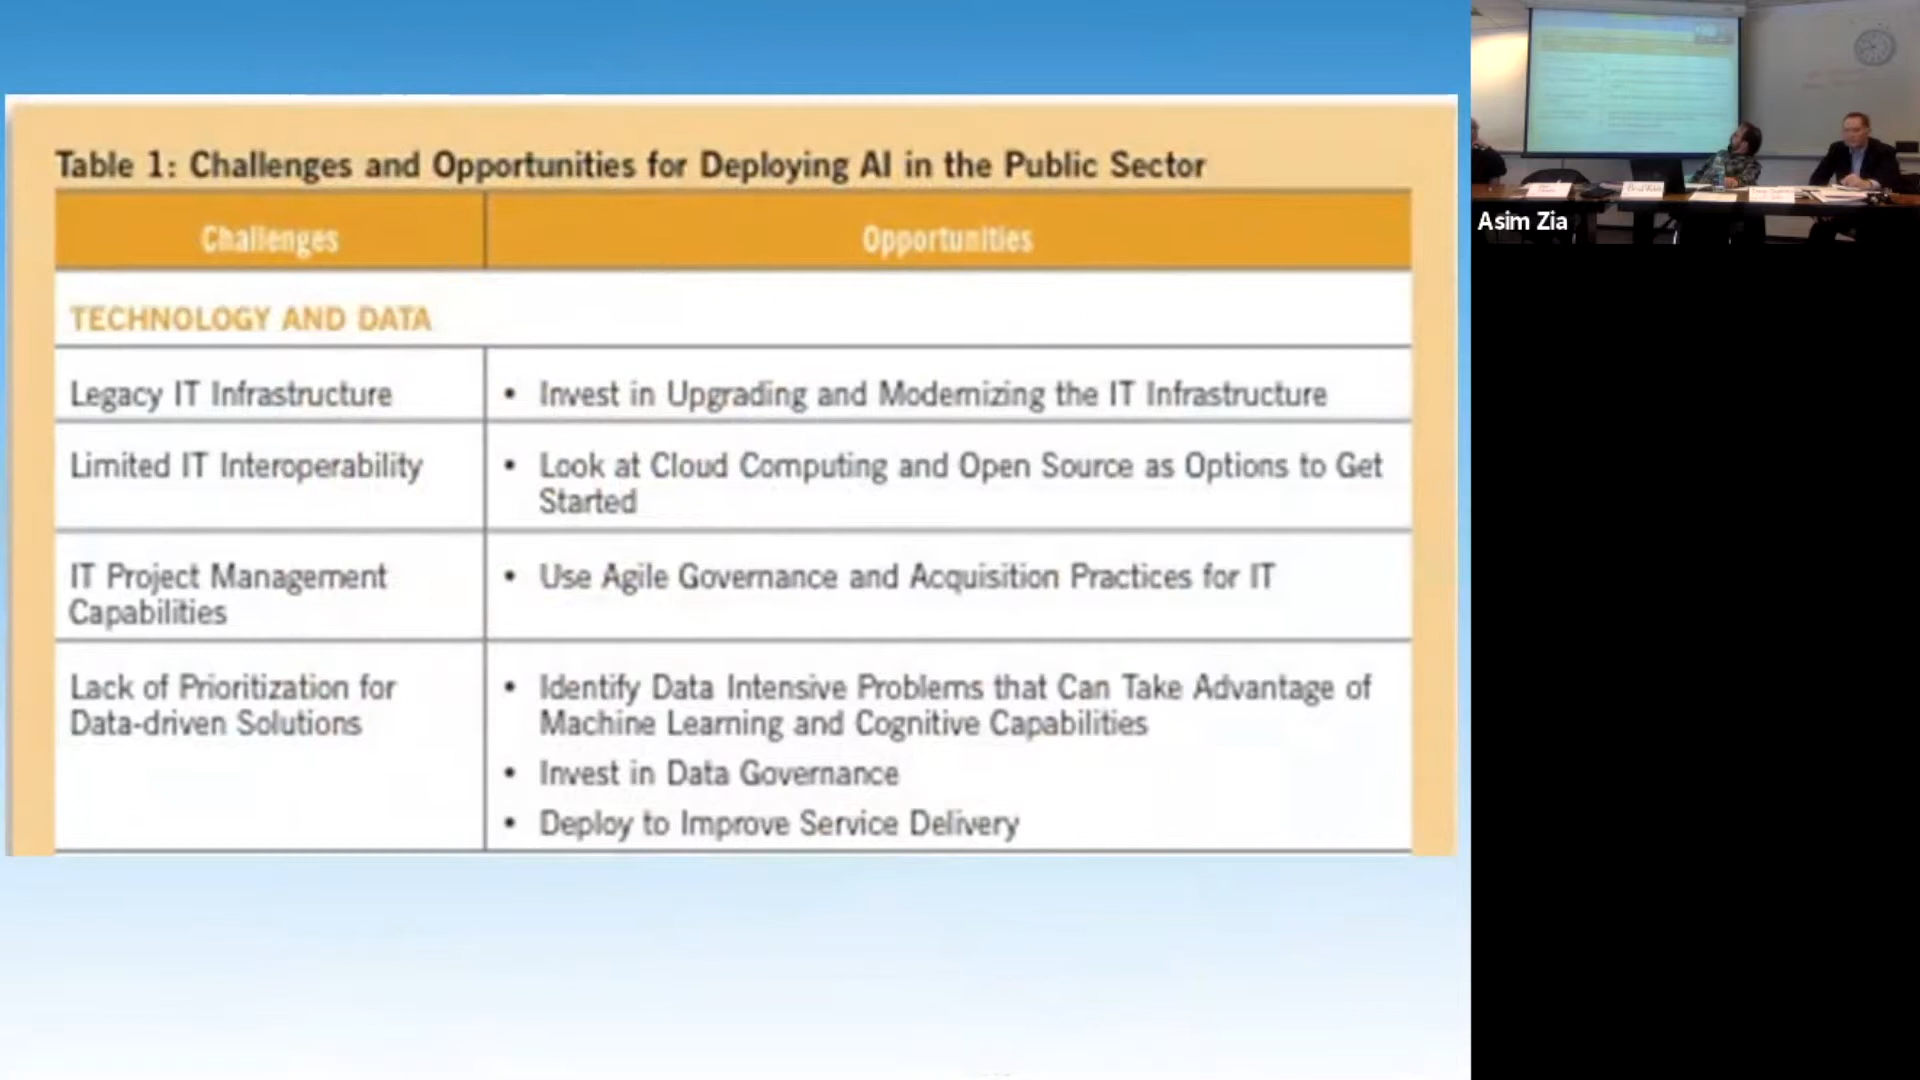 Table 1: Challenges and Opportunities for Deploying AI in the Public Sector
Challenges
Opportunities
TECHNOLOGY AND DATA
Legacy IT Infrastructure
• Invest in Upgrading and Modernizing the IT Infrastructure
Limited IT Interoperability
• Look at Cloud Computing and Open Source as Options to Get
Started
IT Project Management
Capabilities
• Use Agile Governance and Acquisition Practices for IT
Lack of Prioritization for
Data-driven Solutions
• Identify Data Intensive Problems that Can Take Advantage of
Machine Learning and Cognitive Capabilities
• Invest in Data Governance
• Deploy to Improve Service Delivery
Asim Zia